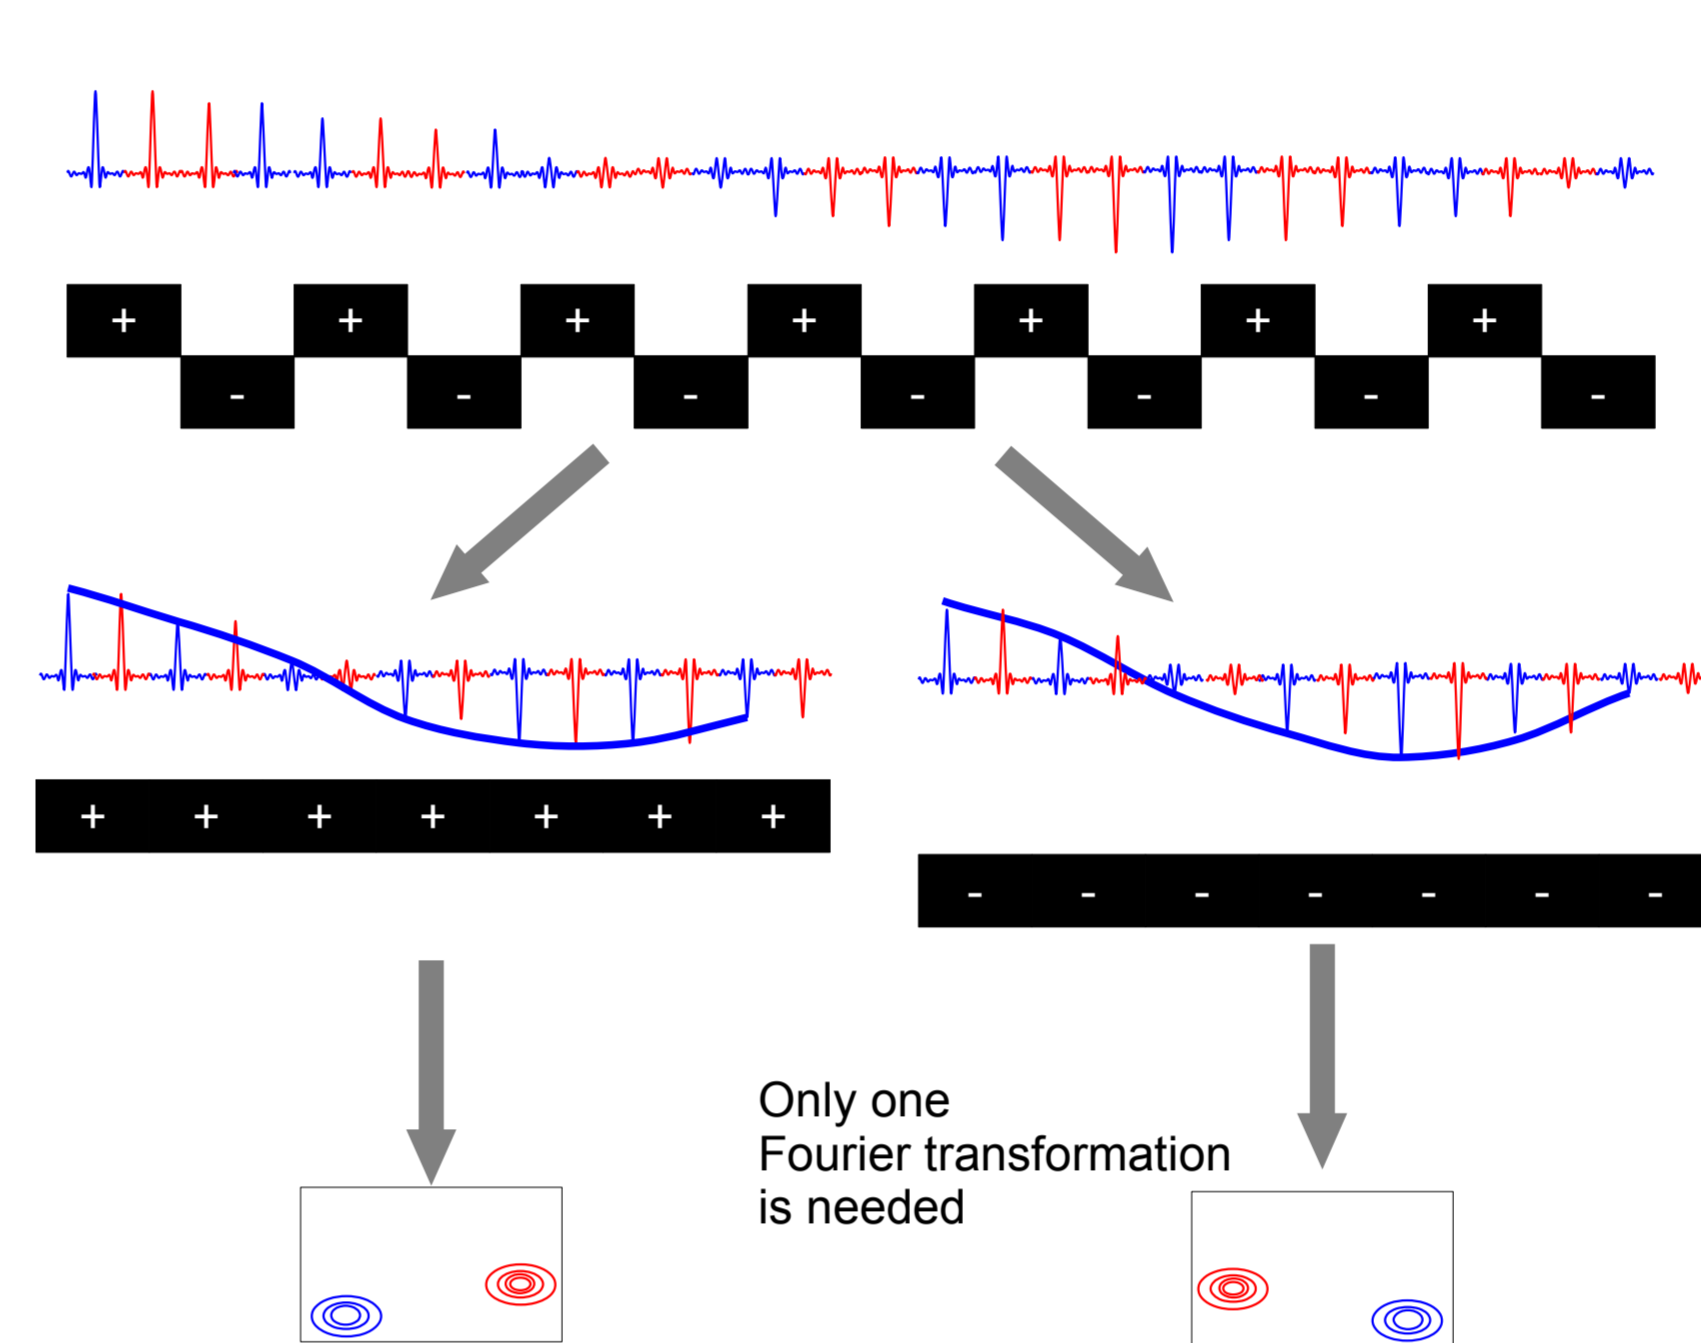 + + + + + + +
- - - - - - -
+ + + + + + +
- - - - - - -
Only one
Fourier transformation
is needed